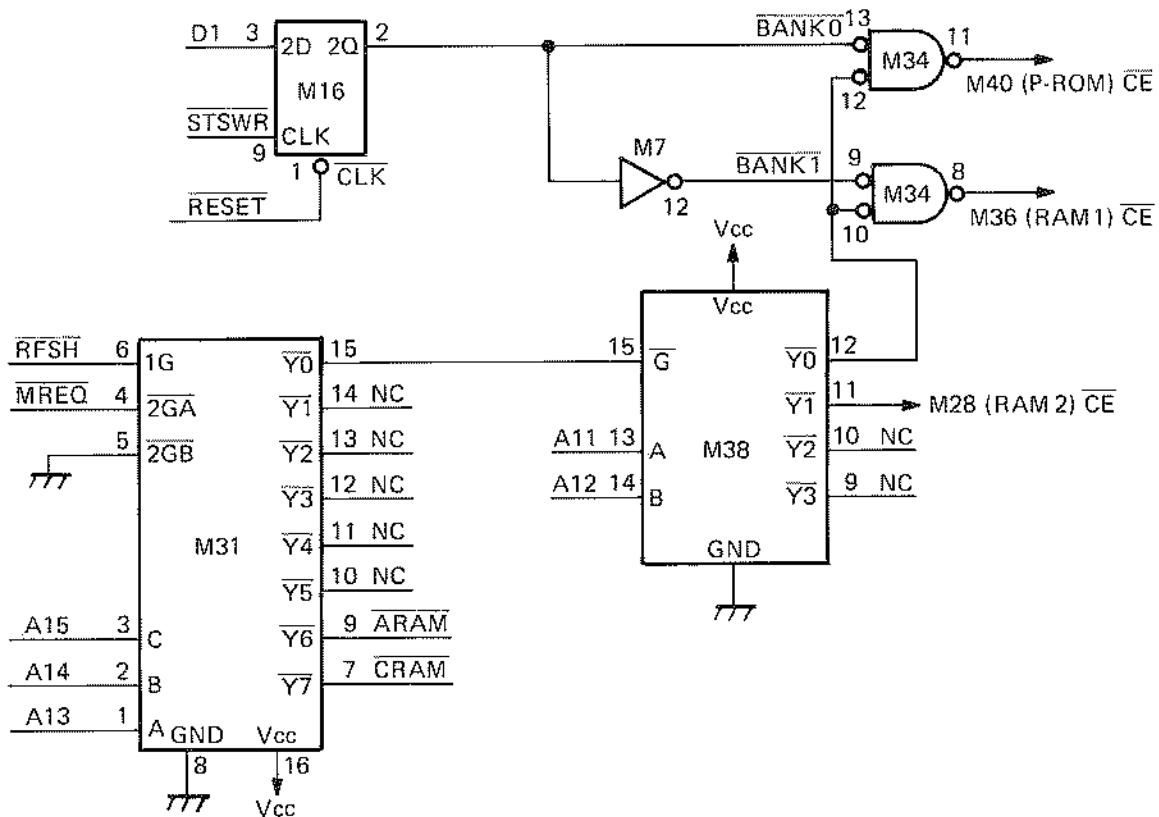 D1 3 2D 2Q 2
M16
STSWR 9 CLK
1 CLK
RESET
BANK0 13
12
M34
11
M40 (P-ROM) CE
M7
12
BANK1 9
10
M34
8
M36 (RAM1) CE
Vcc
Vcc
15 G Y0 12
Y1 11 M28 (RAM 2) CE
A11 13 A M38 Y2 10 NC
A12 14 B Y3 9 NC
GND
RFSH 6 1G Y0 15
MREQ 4 2GA Y1 14 NC
5 2GB Y2 13 NC
Y3 12 NC
M31 Y4 11 NC
Y5 10 NC
A15 3 C Y6 9 ARAM
A14 2 B Y7 7 CRAM
A13 1 A
GND Vcc
8 16
Vcc